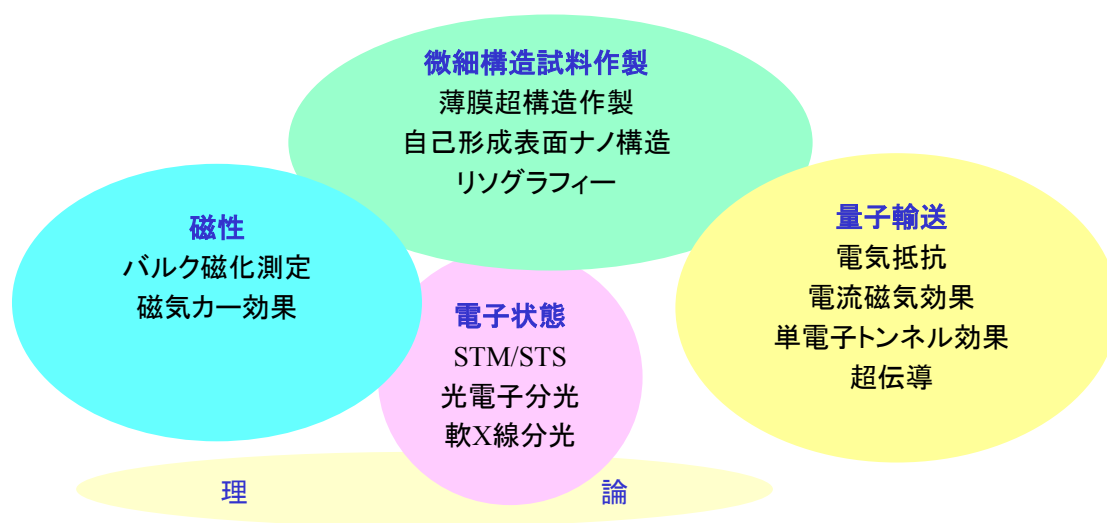 微細構造試料作製
薄膜超構造作製
自己形成表面ナノ構造
リソグラフィー
磁性
バルク磁化測定
磁気カー効果
電子状態
STM/STS
光電子分光
軟X線分光
量子輸送
電気抵抗
電流磁気効果
単電子トンネル効果
超伝導
理 論